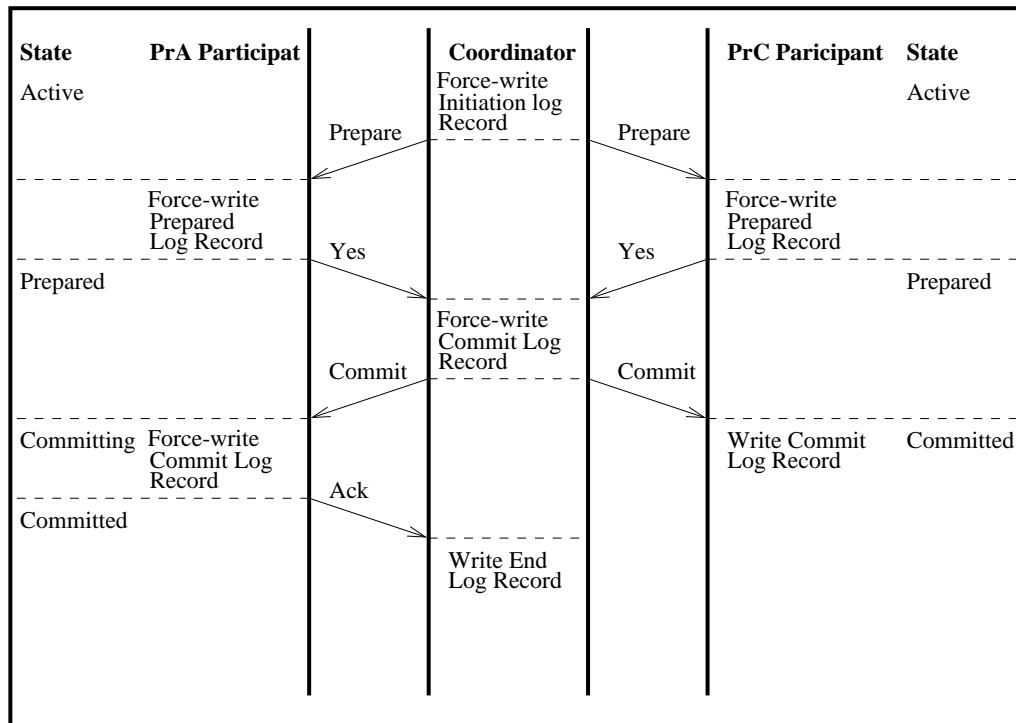 State PrA Participat Coordinator PrC Paricipant State
Active Force-write Active
Initiation log
Record
Prepare Prepare
Force-write Force-write
Prepared Prepared
Log Record Log Record
Yes Yes
Prepared Prepared
Force-write
Commit Log
Record
Commit Commit
Committing Force-write Write Commit Committed
Commit Log Log Record
Record
Ack
Committed
Write End
Log Record